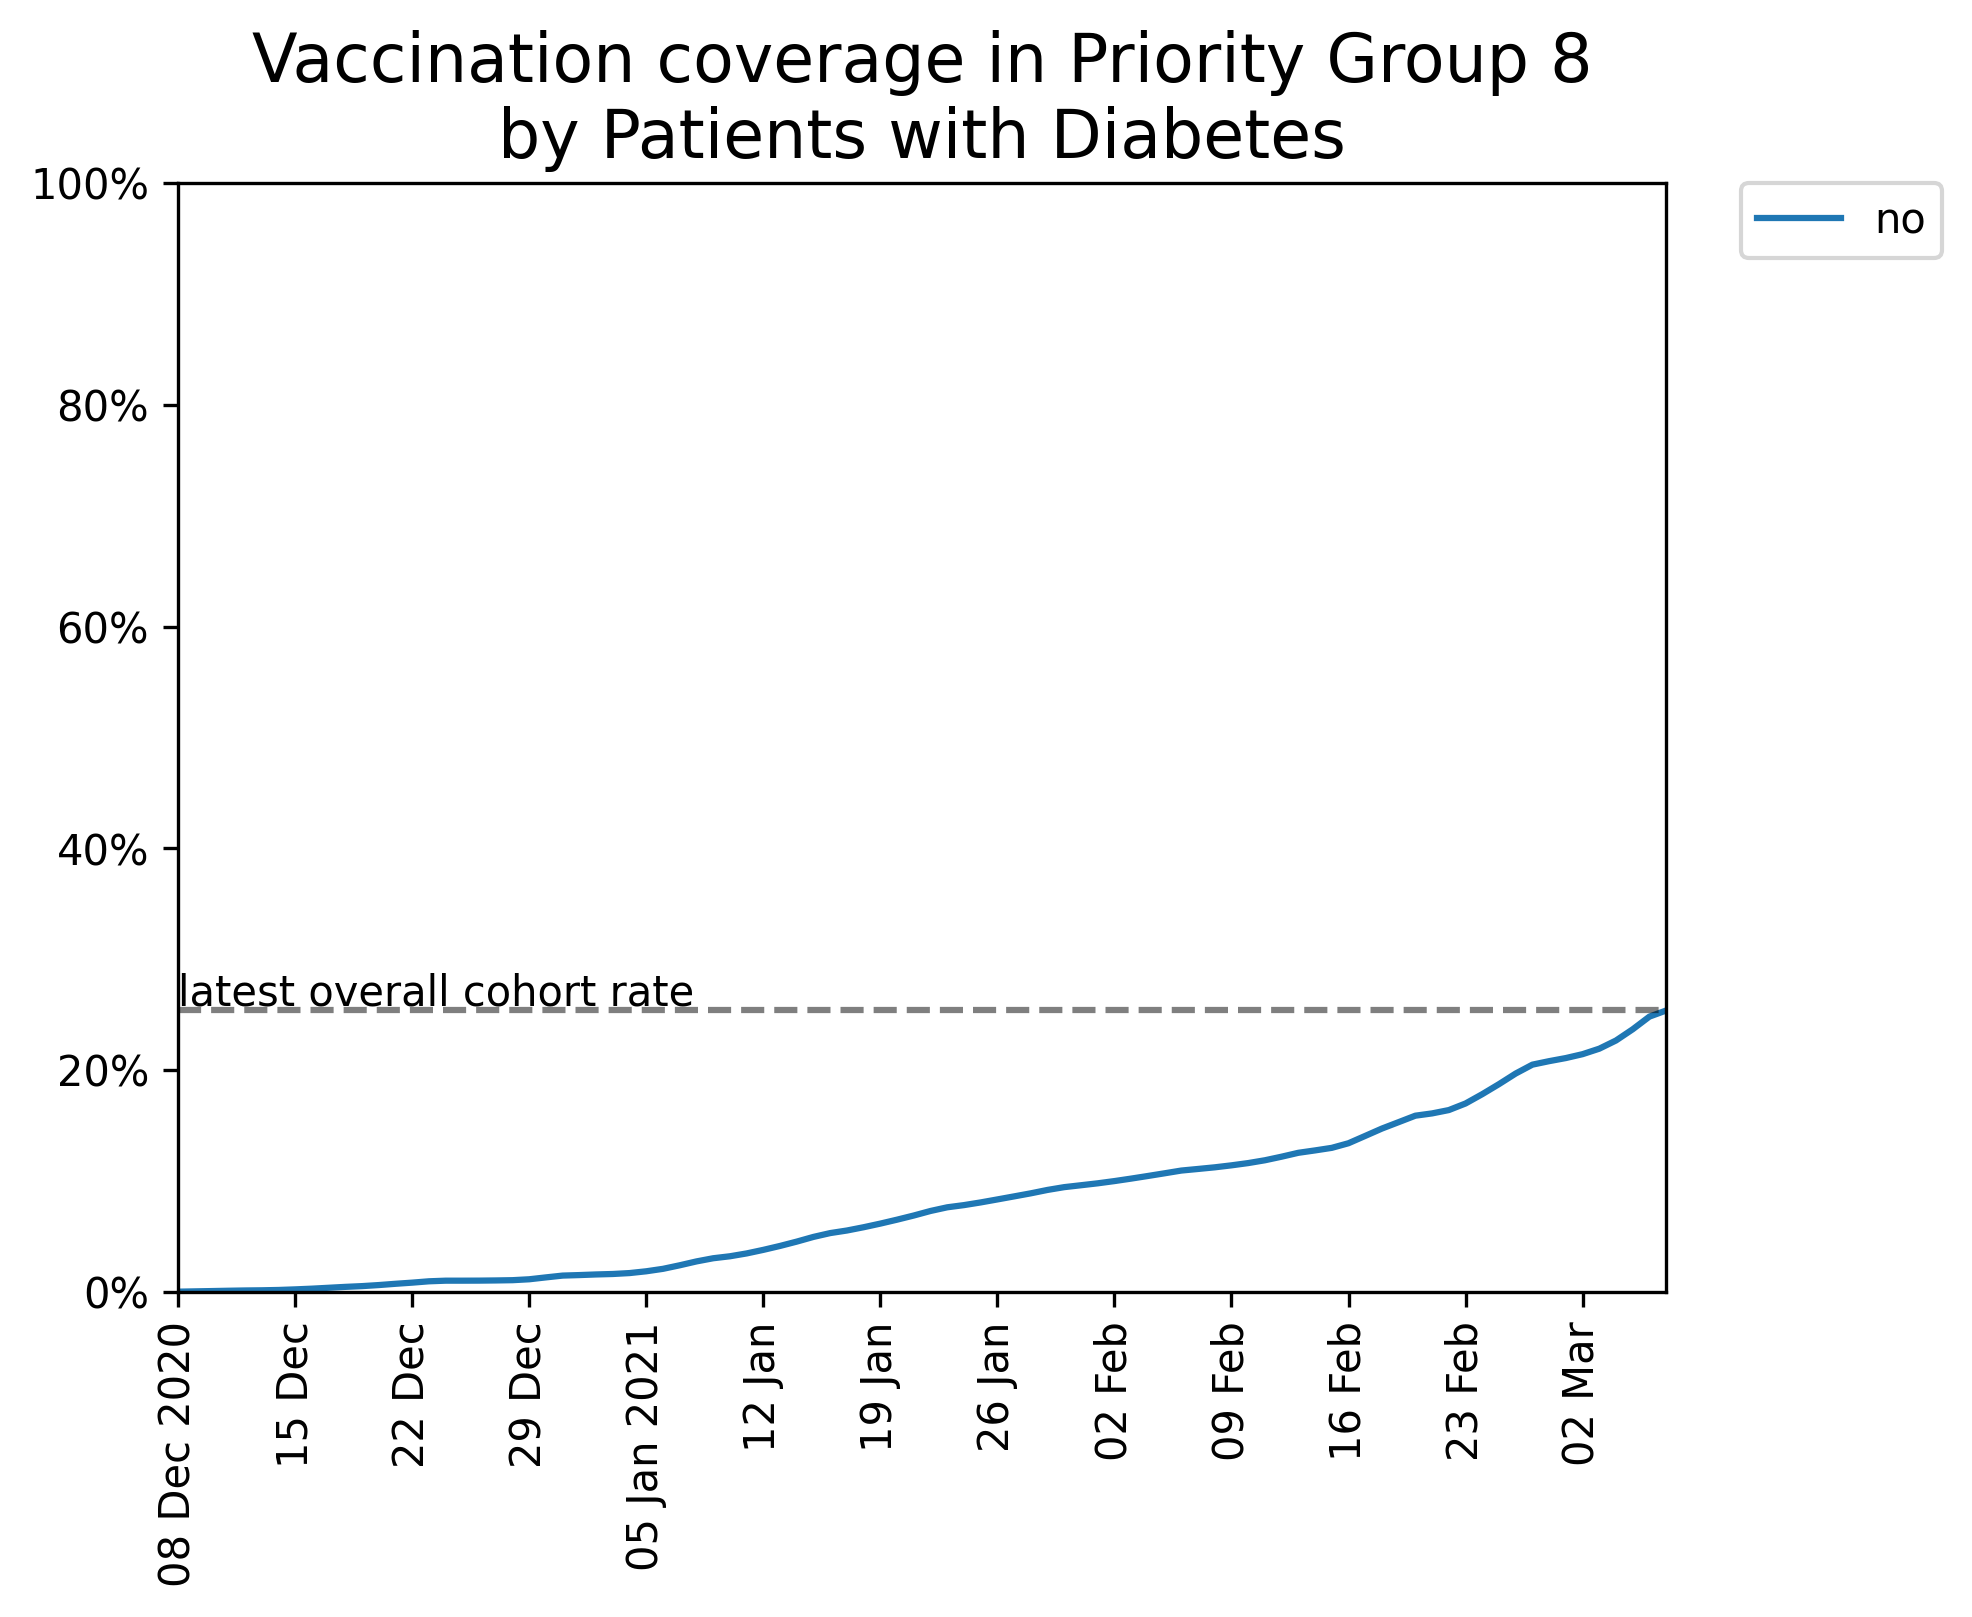 Vaccination coverage in Priority Group 8
by Patients with Diabetes
100%
80%
60%
40%
20%
0%
no
latest overall cohort rate
08 Dec 2020
15 Dec
22 Dec
29 Dec
05 Jan 2021
12 Jan
19 Jan
26 Jan
02 Feb
09 Feb
16 Feb
23 Feb
02 Mar